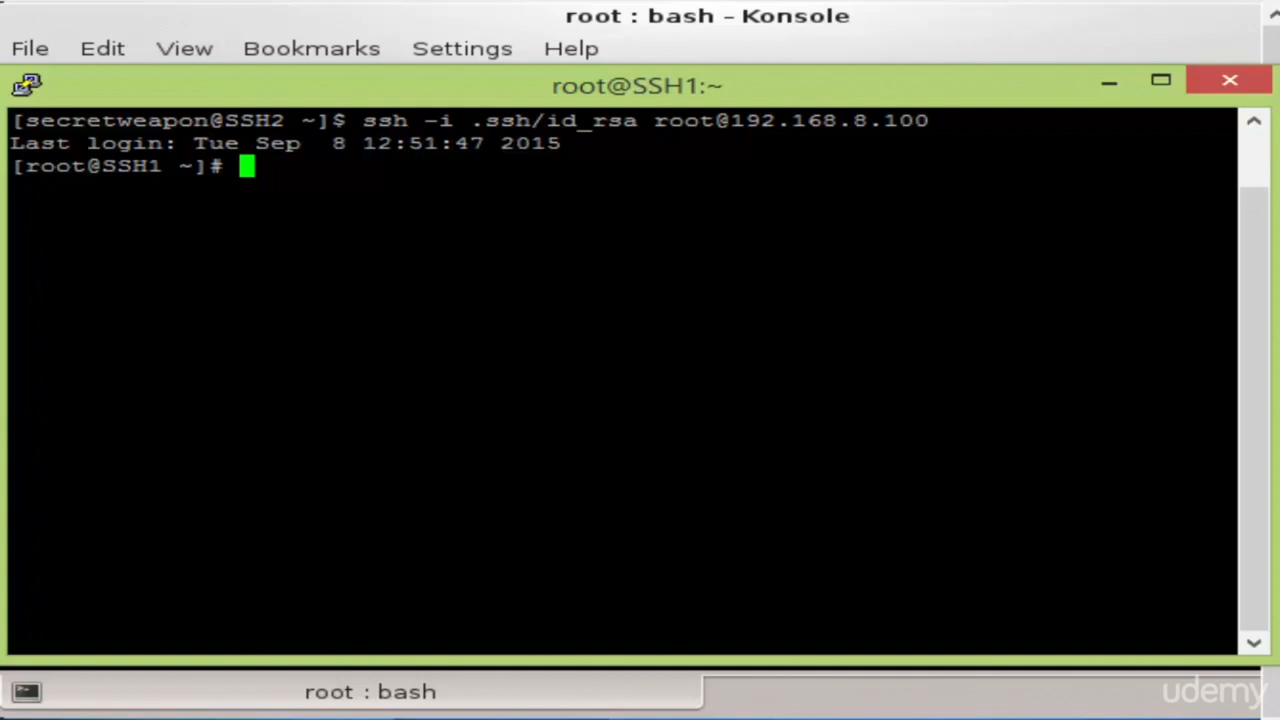 root : bash – Konsole
File Edit View Bookmarks Settings Help
root@SSH1:~
[secretweapon@SSH2 ~]$ ssh -i .ssh/id_rsa root@192.168.8.100
Last login: Tue Sep  8 12:51:47 2015
[root@SSH1 ~]#
root : bash
udemy